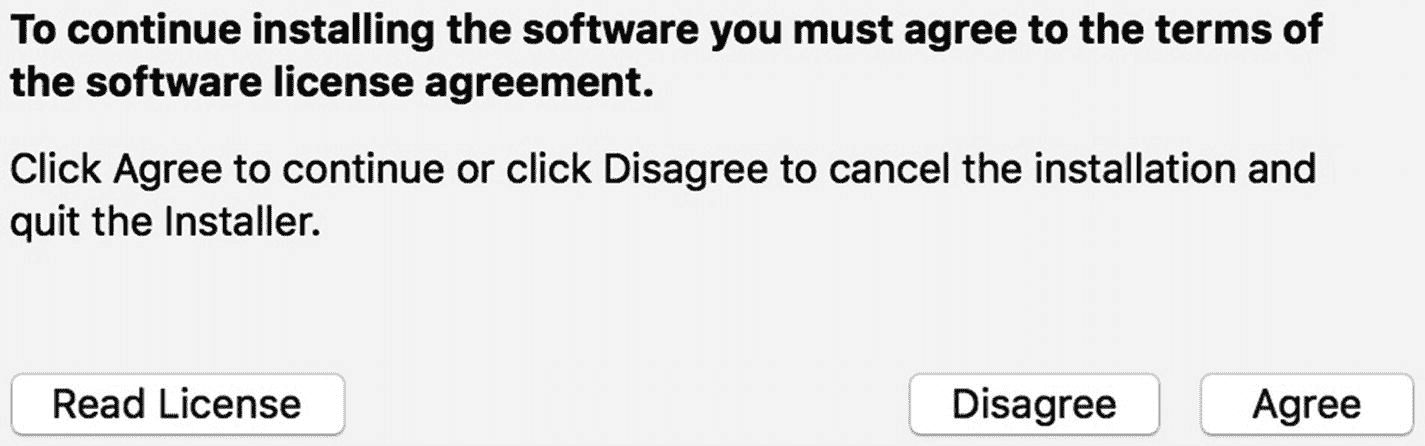 To continue installing the software you must agree to the terms of
the software license agreement.
Click Agree to continue or click Disagree to cancel the installation and
quit the Installer.
Read License
Disagree
Agree